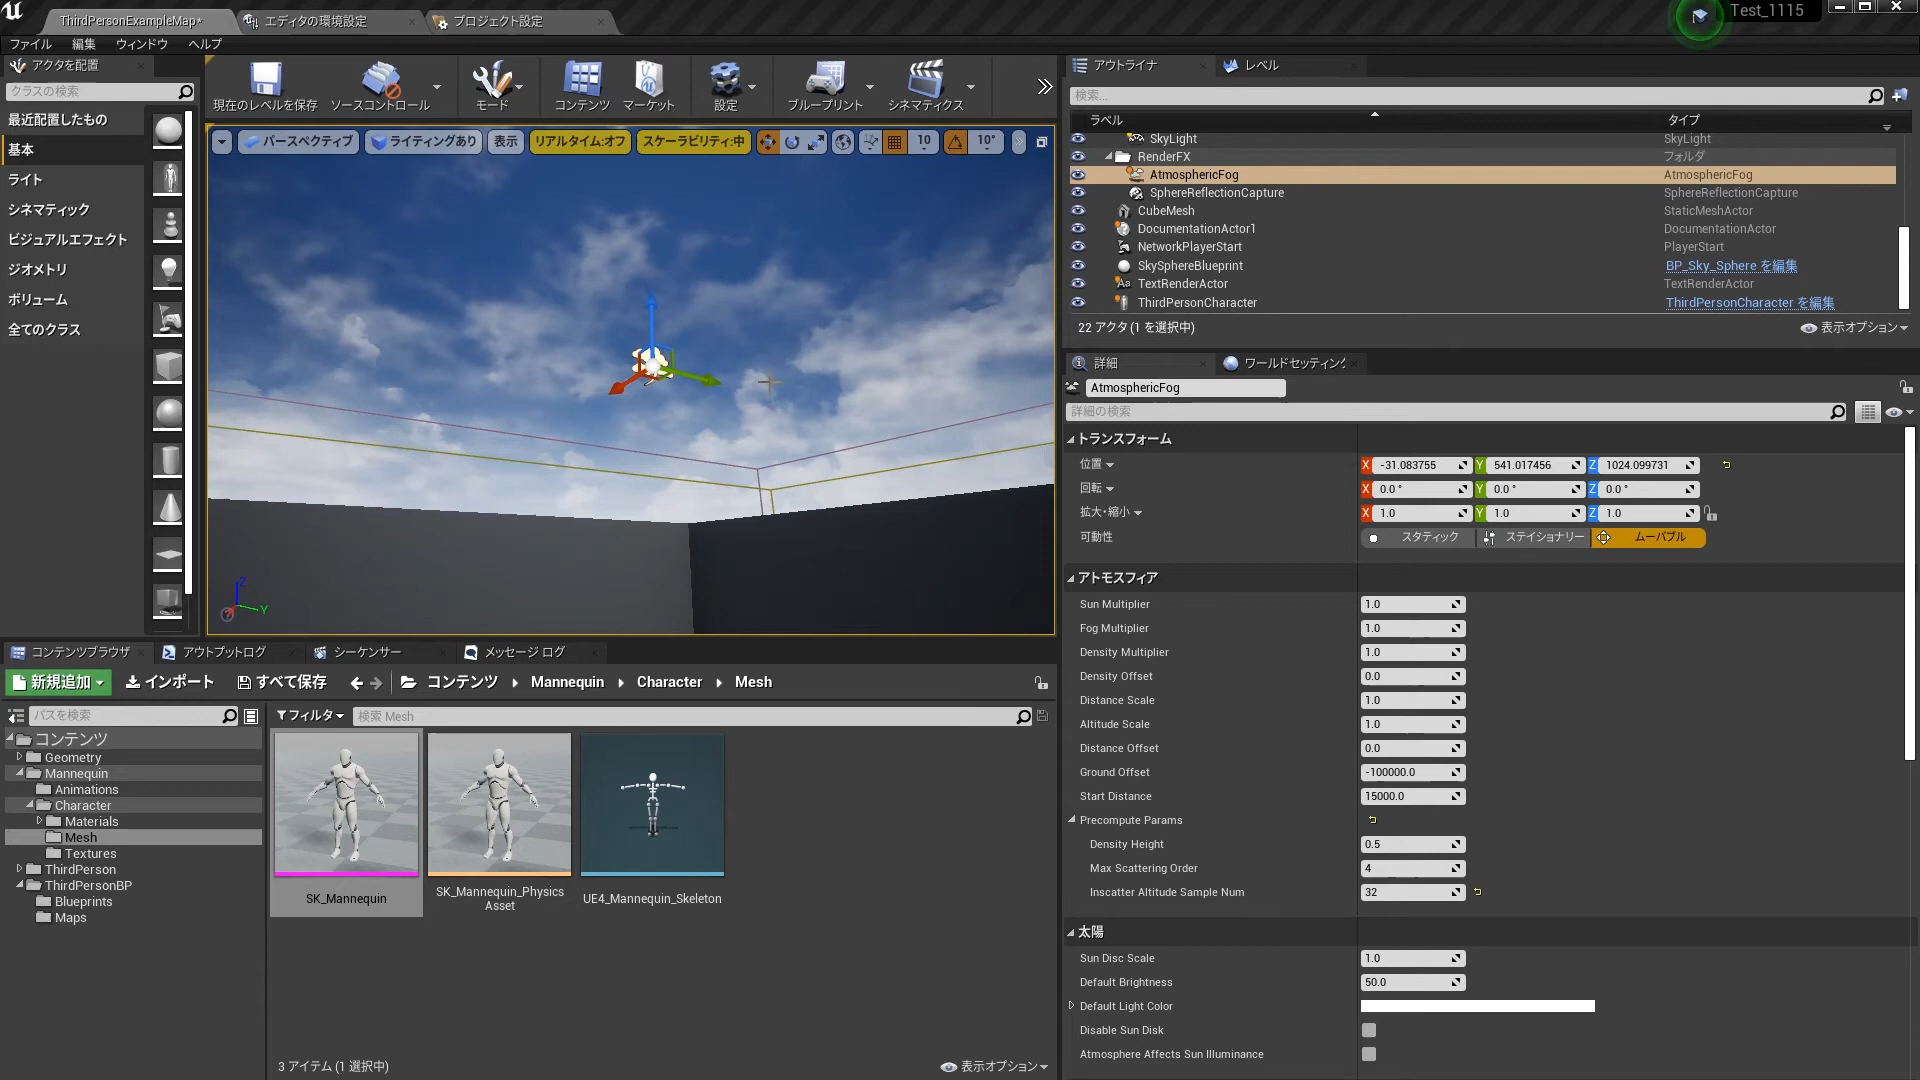 ThirdPersonExampleMap*
エディタの環境設定
プロジェクト設定
Test_1115
ファイル 編集 ウィンドウ ヘルプ
アクタを配置
クラスの検索
最近配置したもの
基本
ライト
シネマティック
ビジュアルエフェクト
ジオメトリ
ボリューム
全てのクラス
現在のレベルを保存
ソースコントロール
モード
コンテンツ
マーケット
設定
ブループリント
シネマティクス
パースペクティブ
ライティングあり
表示
リアルタイム:オフ
スケーラビリティ:中
10
10°
Z
Y
アウトライナ
レベル
検索...
ラベル タイプ
SkyLight SkyLight
RenderFX フォルダ
AtmosphericFog AtmosphericFog
SphereReflectionCapture SphereReflectionCapture
CubeMesh StaticMeshActor
DocumentationActor1 DocumentationActor
NetworkPlayerStart PlayerStart
SkySphereBlueprint BP_Sky_Sphere を編集
TextRenderActor TextRenderActor
ThirdPersonCharacter ThirdPersonCharacter を編集
22 アクタ (1 を選択中)
表示オプション
詳細
ワールドセッティング
AtmosphericFog
詳細の検索
トランスフォーム
位置 X -31.083755 Y 541.017456 Z 1024.099731
回転 X 0.0 ° Y 0.0 ° Z 0.0 °
拡大・縮小 X 1.0 Y 1.0 Z 1.0
可動性 スタティック ステイショナリー ムーバブル
アトモスフィア
Sun Multiplier 1.0
Fog Multiplier 1.0
Density Multiplier 1.0
Density Offset 0.0
Distance Scale 1.0
Altitude Scale 1.0
Distance Offset 0.0
Ground Offset -100000.0
Start Distance 15000.0
Precompute Params
Density Height 0.5
Max Scattering Order 4
Inscatter Altitude Sample Num 32
太陽
Sun Disc Scale 1.0
Default Brightness 50.0
Default Light Color
Disable Sun Disk
Atmosphere Affects Sun Illuminance
コンテンツブラウザ
アウトプットログ
シーケンサー
メッセージ ログ
新規追加
インポート
すべて保存
コンテンツ Mannequin Character Mesh
パスを検索
フィルタ
検索 Mesh
コンテンツ
Geometry
Mannequin
Animations
Character
Materials
Mesh
Textures
ThirdPerson
ThirdPersonBP
Blueprints
Maps
SK_Mannequin
SK_Mannequin_Physics
Asset
UE4_Mannequin_Skeleton
3 アイテム (1 選択中)
表示オプション